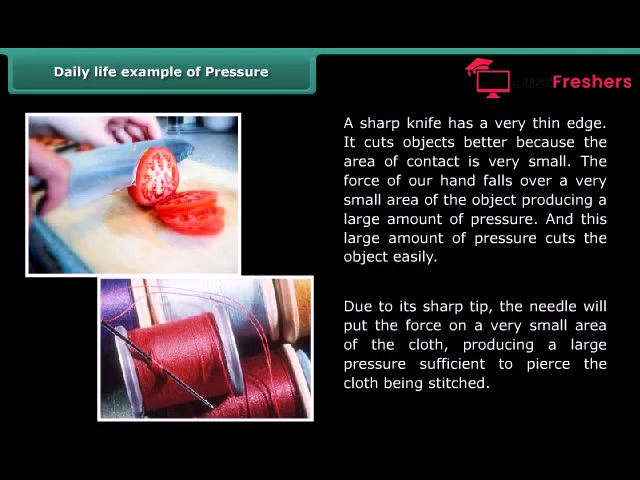 Daily life example of Pressure
Freshers
A sharp knife has a very thin edge.
It cuts objects better because the
area of contact is very small. The
force of our hand falls over a very
small area of the object producing a
large amount of pressure. And this
large amount of pressure cuts the
object easily.
Due to its sharp tip, the needle will
put the force on a very small area
of the cloth, producing a large
pressure sufficient to pierce the
cloth being stitched.